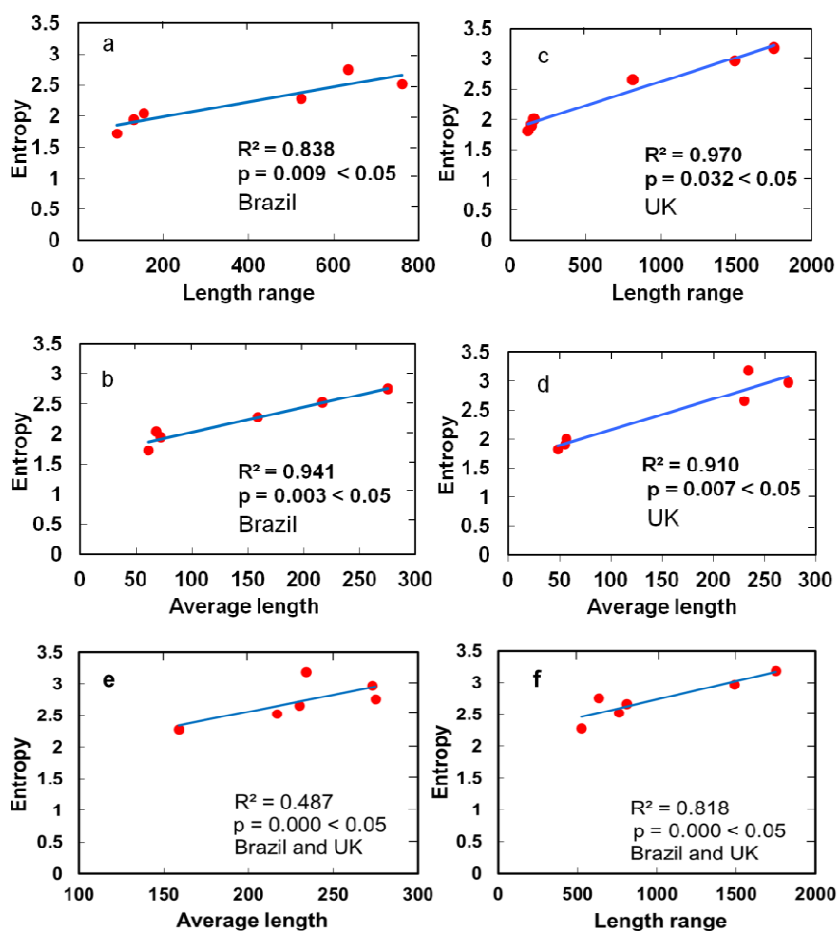 3.5
3
2.5
2
1.5
1
0.5
0
Entropy
a
R² = 0.838
p = 0.009 < 0.05
Brazil
0 200 400 600 800
Length range
3.5
3
2.5
2
1.5
1
0.5
0
Entropy
c
R² = 0.970
p = 0.032 < 0.05
UK
0 500 1000 1500 2000
Length range
3.5
3
2.5
2
1.5
1
0.5
0
Entropy
b
R² = 0.941
p = 0.003 < 0.05
Brazil
0 50 100 150 200 250 300
Average length
3.5
3
2.5
2
1.5
1
0.5
0
Entropy
d
R² = 0.910
p = 0.007 < 0.05
UK
0 50 100 150 200 250 300
Average length
3.5
3
2.5
2
1.5
1
0.5
0
Entropy
e
R² = 0.487
p = 0.000 < 0.05
Brazil and UK
100 150 200 250 300
Average length
3.5
3
2.5
2
1.5
1
0.5
0
Entropy
f
R² = 0.818
p = 0.000 < 0.05
Brazil and UK
0 500 1000 1500 2000
Length range